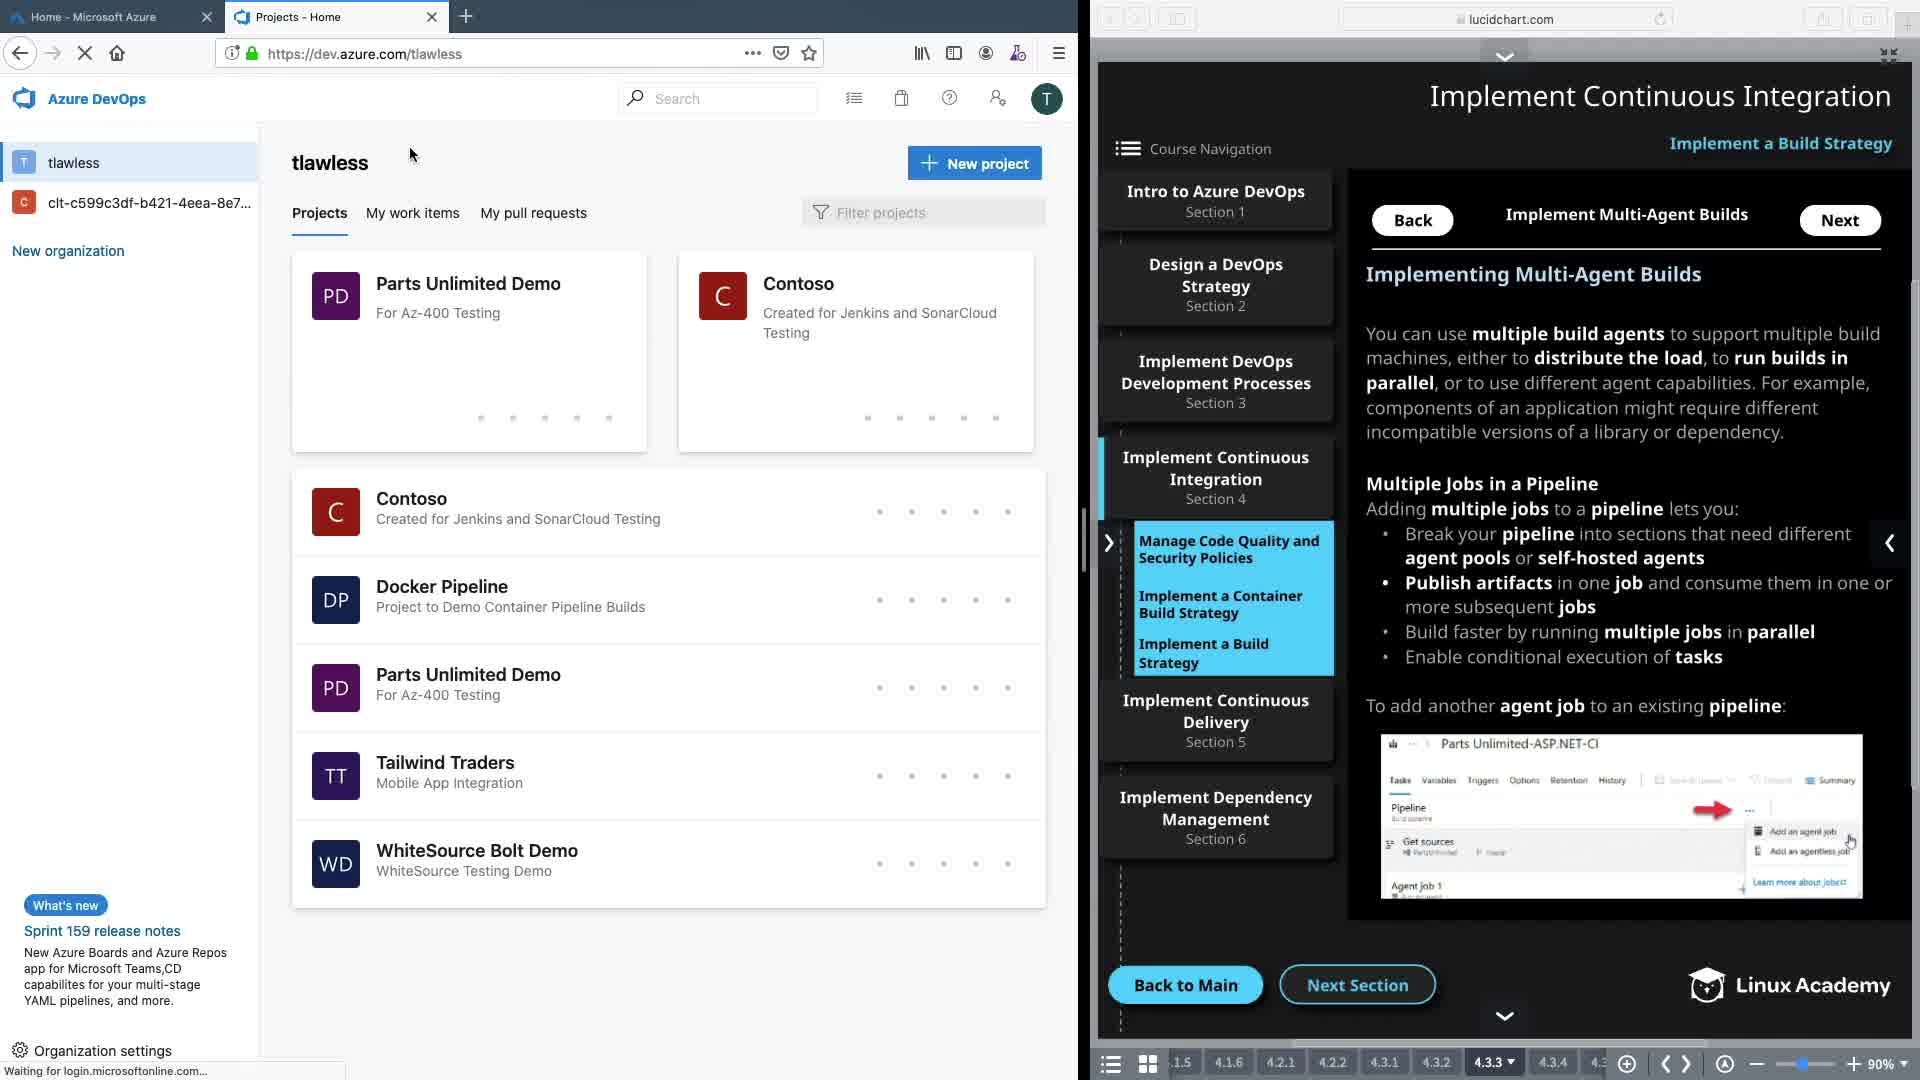 Home - Microsoft Azure
Projects - Home
https://dev.azure.com/tlawless
Azure DevOps
Search
T
T
tlawless
C
clt-c599c3df-b421-4eea-8e7...
New organization
tlawless
New project
Projects
My work items
My pull requests
Filter projects
PD
Parts Unlimited Demo
For Az-400 Testing
C
Contoso
Created for Jenkins and SonarCloud
Testing
C
Contoso
Created for Jenkins and SonarCloud Testing
DP
Docker Pipeline
Project to Demo Container Pipeline Builds
PD
Parts Unlimited Demo
For Az-400 Testing
TT
Tailwind Traders
Mobile App Integration
WD
WhiteSource Bolt Demo
WhiteSource Testing Demo
What's new
Sprint 159 release notes
New Azure Boards and Azure Repos
app for Microsoft Teams,CD
capabilites for your multi-stage
YAML pipelines, and more.
Organization settings
Waiting for login.microsoftonline.com...
lucidchart.com
Implement Continuous Integration
Course Navigation
Implement a Build Strategy
Intro to Azure DevOps
Section 1
Design a DevOps
Strategy
Section 2
Implement DevOps
Development Processes
Section 3
Implement Continuous
Integration
Section 4
Manage Code Quality and
Security Policies
Implement a Container
Build Strategy
Implement a Build
Strategy
Implement Continuous
Delivery
Section 5
Implement Dependency
Management
Section 6
Back
Implement Multi-Agent Builds
Next
Implementing Multi-Agent Builds
You can use multiple build agents to support multiple build
machines, either to distribute the load, to run builds in
parallel, or to use different agent capabilities. For example,
components of an application might require different
incompatible versions of a library or dependency.
Multiple Jobs in a Pipeline
Adding multiple jobs to a pipeline lets you:
• Break your pipeline into sections that need different
agent pools or self-hosted agents
• Publish artifacts in one job and consume them in one or
more subsequent jobs
• Build faster by running multiple jobs in parallel
• Enable conditional execution of tasks
To add another agent job to an existing pipeline:
Parts Unlimited-ASP.NET-CI
Tasks Variables Triggers Options Retention History
Summary
Pipeline
Build pipeline
Add an agent job
Get sources
PartsUnlimited
master
Add an agentless job
Learn more about jobs
Agent job 1
Back to Main
Next Section
Linux Academy
.1.5
4.1.6
4.2.1
4.2.2
4.3.1
4.3.2
4.3.3
4.3.4
4.3
90%